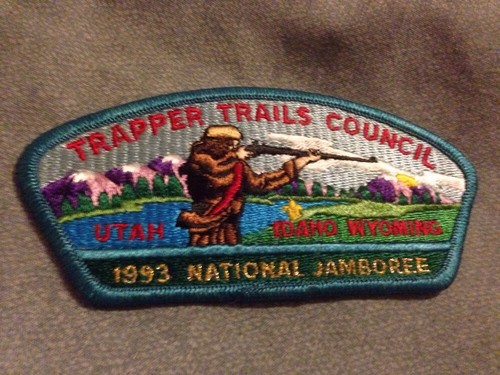 TRAPPER TRAILS COUNCIL
UTAH IDAHO WYOMING
1993 NATIONAL JAMBOREE